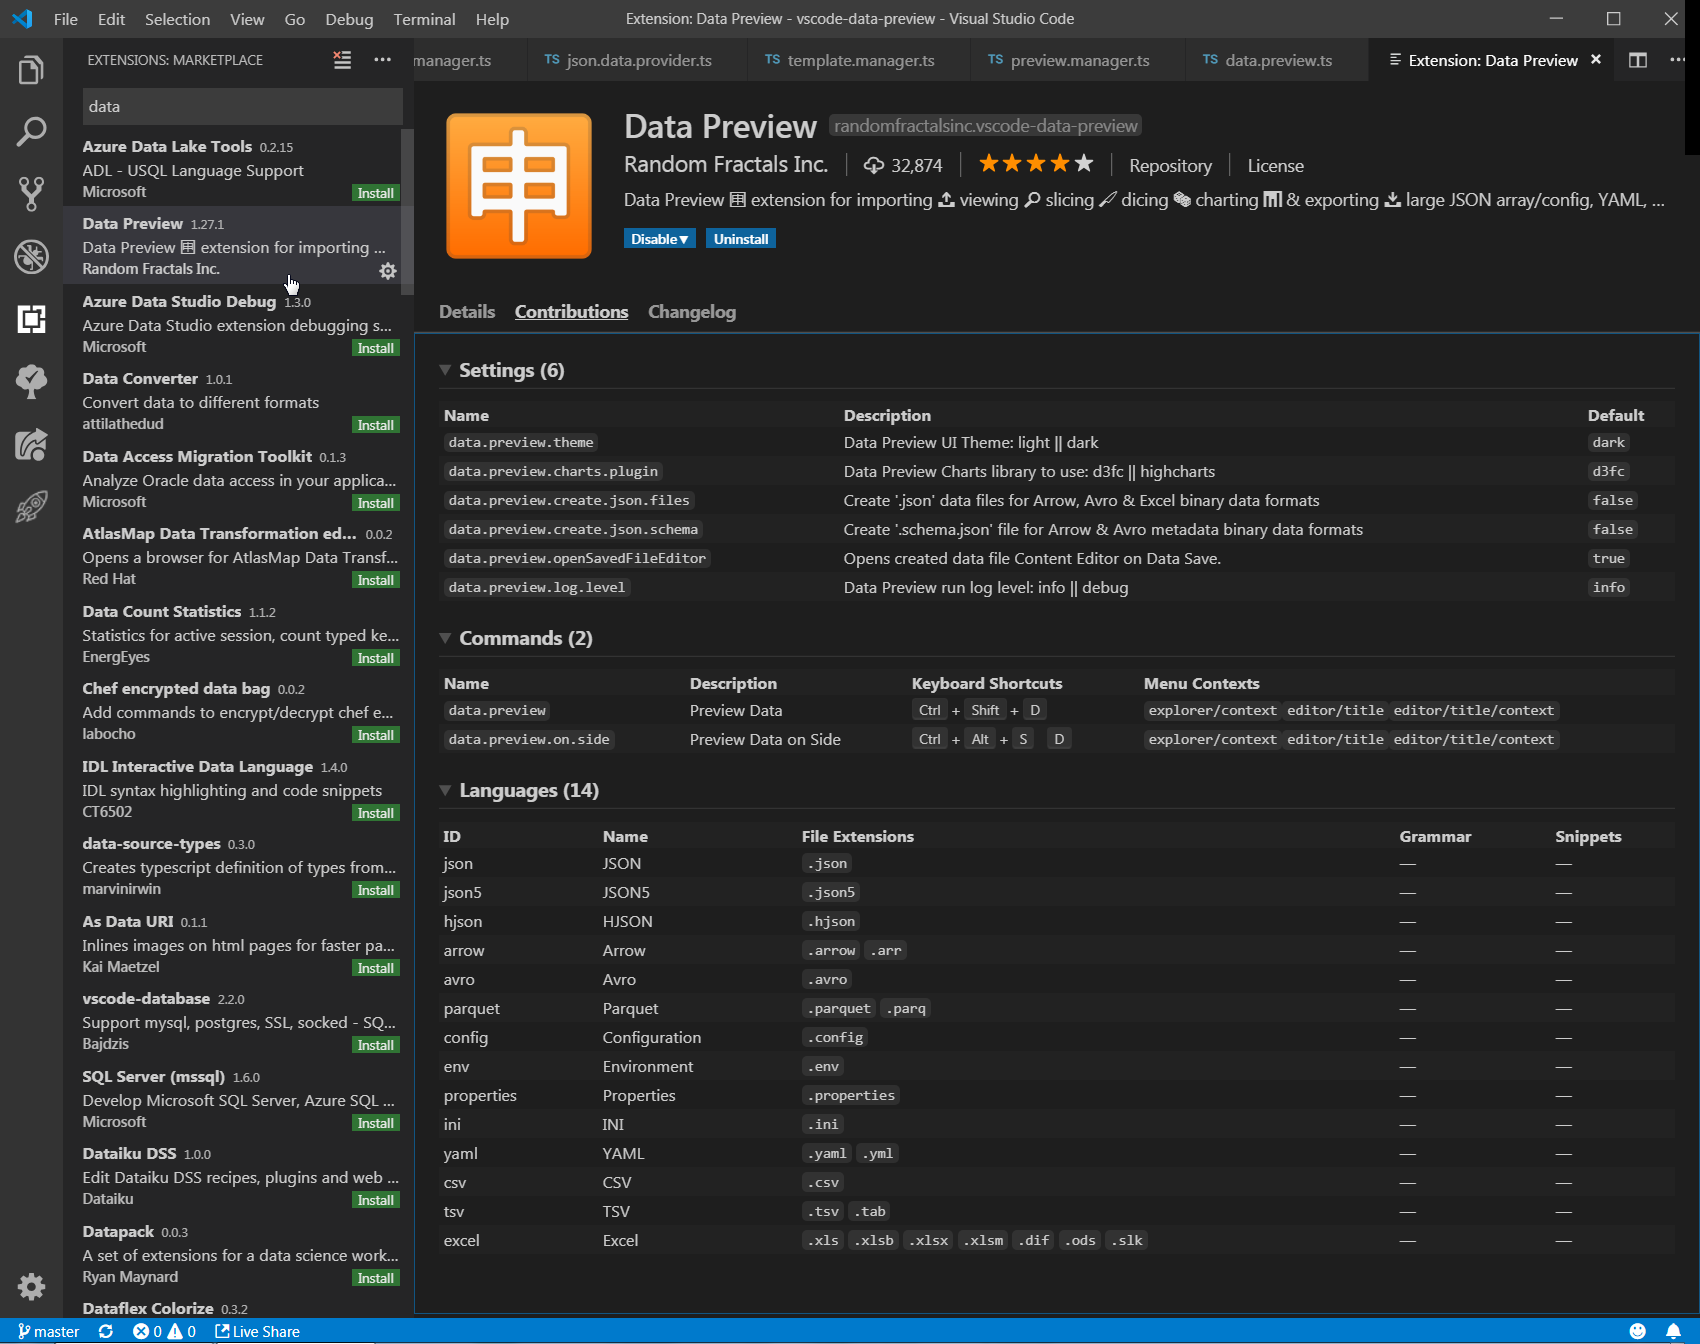 File Edit Selection View Go Debug Terminal Help
Extension: Data Preview - vscode-data-preview - Visual Studio Code
EXTENSIONS: MARKETPLACE
manager.ts
TS json.data.provider.ts
TS template.manager.ts
TS preview.manager.ts
TS data.preview.ts
Extension: Data Preview
data
Azure Data Lake Tools 0.2.15
ADL - USQL Language Support
Microsoft Install
Data Preview 1.27.1
Data Preview 🈸 extension for importing ...
Random Fractals Inc.
Azure Data Studio Debug 1.3.0
Azure Data Studio extension debugging s...
Microsoft Install
Data Converter 1.0.1
Convert data to different formats
attilathedud Install
Data Access Migration Toolkit 0.1.3
Analyze Oracle data access in your applica...
Microsoft Install
AtlasMap Data Transformation ed... 0.0.2
Opens a browser for AtlasMap Data Transf...
Red Hat Install
Data Count Statistics 1.1.2
Statistics for active session, count typed ke...
EnergEyes Install
Chef encrypted data bag 0.0.2
Add commands to encrypt/decrypt chef e...
labocho Install
IDL Interactive Data Language 1.4.0
IDL syntax highlighting and code snippets
CT6502 Install
data-source-types 0.3.0
Creates typescript definition of types from...
marvinirwin Install
As Data URI 0.1.1
Inlines images on html pages for faster pa...
Kai Maetzel Install
vscode-database 2.2.0
Support mysql, postgres, SSL, socked - SQ...
Bajdzis Install
SQL Server (mssql) 1.6.0
Develop Microsoft SQL Server, Azure SQL ...
Microsoft Install
Dataiku DSS 1.0.0
Edit Dataiku DSS recipes, plugins and web ...
Dataiku Install
Datapack 0.0.3
A set of extensions for a data science work...
Ryan Maynard Install
Dataflex Colorize 0.3.2
申
Data Preview randomfractalsinc.vscode-data-preview
Random Fractals Inc. 32,874 Repository License
Data Preview 🈸 extension for importing 📤 viewing 🔎 slicing 🔪 dicing 🎲 charting 📊 & exporting 📥 large JSON array/config, YAML, ...
Disable▼ Uninstall
Details Contributions Changelog
Settings (6)
Name Description Default
data.preview.theme Data Preview UI Theme: light || dark dark
data.preview.charts.plugin Data Preview Charts library to use: d3fc || highcharts d3fc
data.preview.create.json.files Create '.json' data files for Arrow, Avro & Excel binary data formats false
data.preview.create.json.schema Create '.schema.json' file for Arrow & Avro metadata binary data formats false
data.preview.openSavedFileEditor Opens created data file Content Editor on Data Save. true
data.preview.log.level Data Preview run log level: info || debug info
Commands (2)
Name Description Keyboard Shortcuts Menu Contexts
data.preview Preview Data Ctrl + Shift + D explorer/context editor/title editor/title/context
data.preview.on.side Preview Data on Side Ctrl + Alt + S D explorer/context editor/title editor/title/context
Languages (14)
ID Name File Extensions Grammar Snippets
json JSON .json — —
json5 JSON5 .json5 — —
hjson HJSON .hjson — —
arrow Arrow .arrow .arr — —
avro Avro .avro — —
parquet Parquet .parquet .parq — —
config Configuration .config — —
env Environment .env — —
properties Properties .properties — —
ini INI .ini — —
yaml YAML .yaml .yml — —
csv CSV .csv — —
tsv TSV .tsv .tab — —
excel Excel .xls .xlsb .xlsx .xlsm .dif .ods .slk — —
master 0 0 Live Share